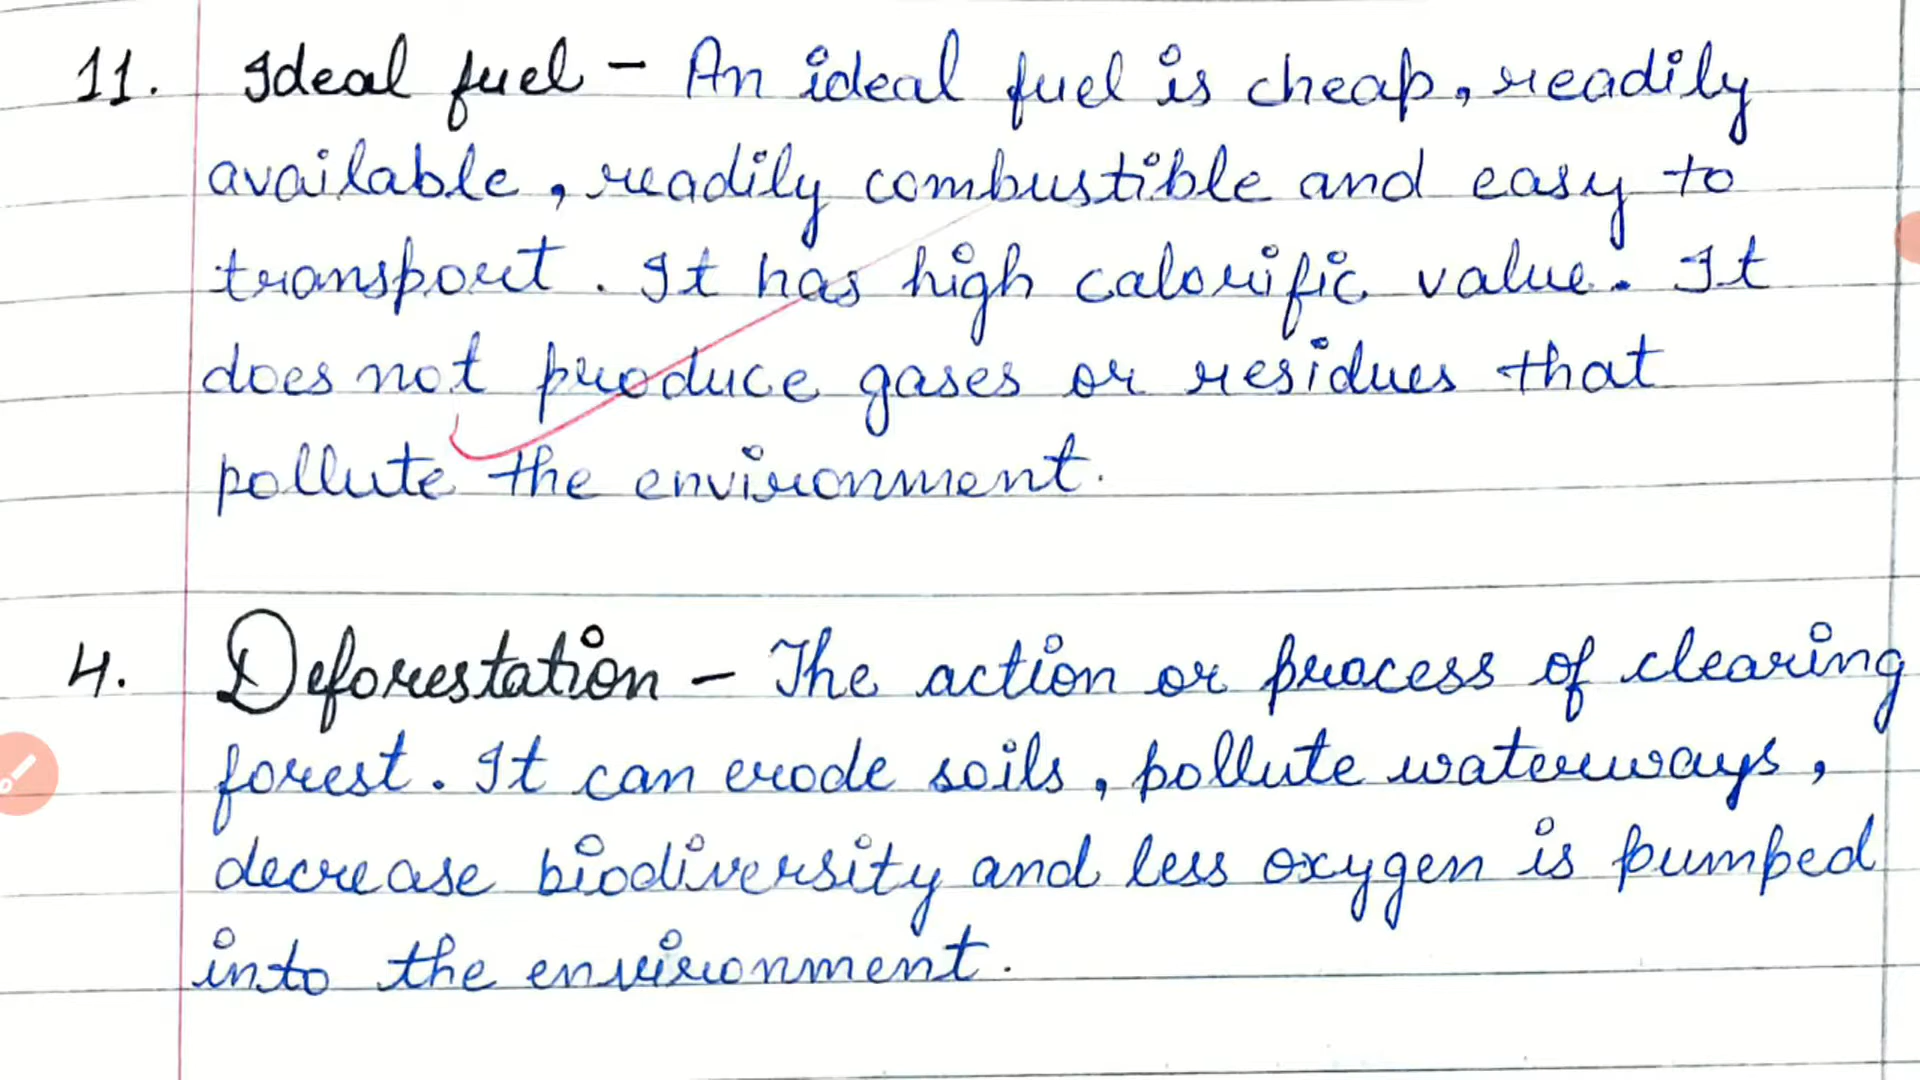 11. Ideal fuel - An ideal fuel is cheap, readily
available, readily combustible and easy to
transport. It has high calorific value. It
does not produce gases or residues that
pollute the environment.
4. Deforestation - The action or process of clearing
forest. It can erode soils, pollute waterways,
decrease biodiversity and less oxygen is pumped
into the environment.